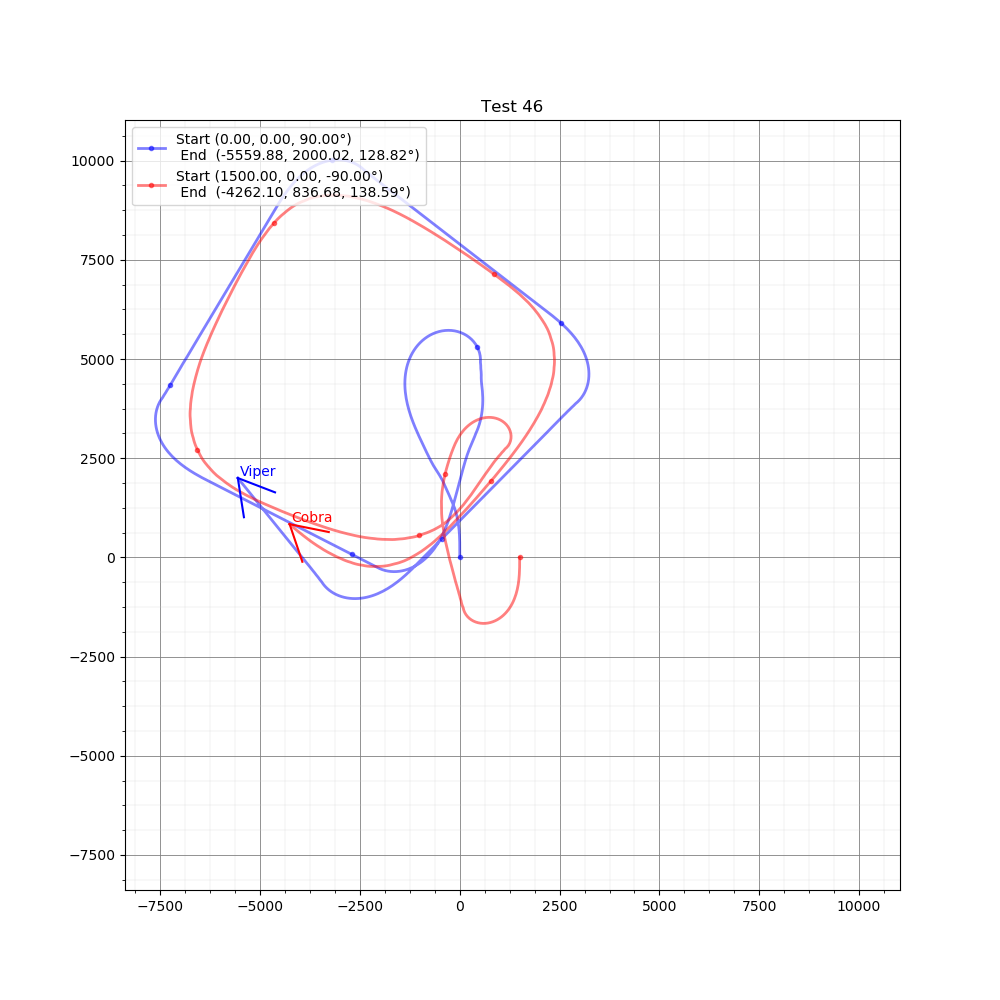 Test 46
Start (0.00, 0.00, 90.00°)
End  (-5559.88, 2000.02, 128.82°)
Start (1500.00, 0.00, -90.00°)
End  (-4262.10, 836.68, 138.59°)
10000
7500
5000
2500
0
−2500
−5000
−7500
Viper
Cobra
−7500 −5000 −2500 0 2500 5000 7500 10000